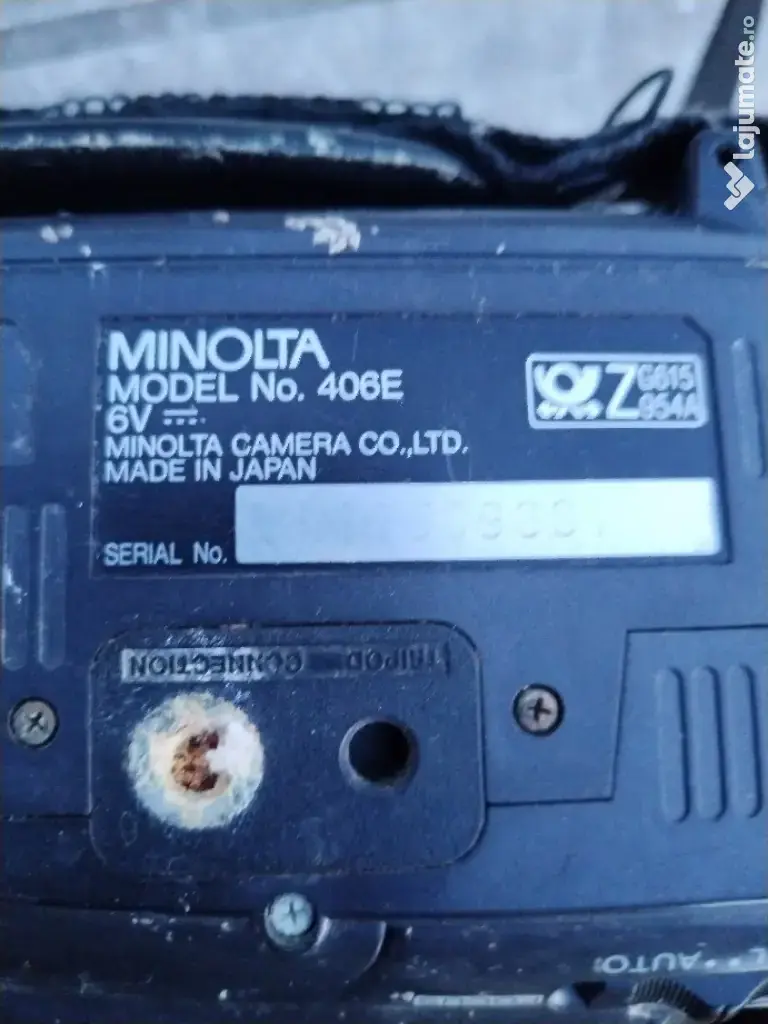 lajumate.ro
MINOLTA
MODEL No. 406E
6V
MINOLTA CAMERA CO.,LTD.
MADE IN JAPAN
Z G615
954A
SERIAL No.
TRIPOD CONNECTION
AUTO